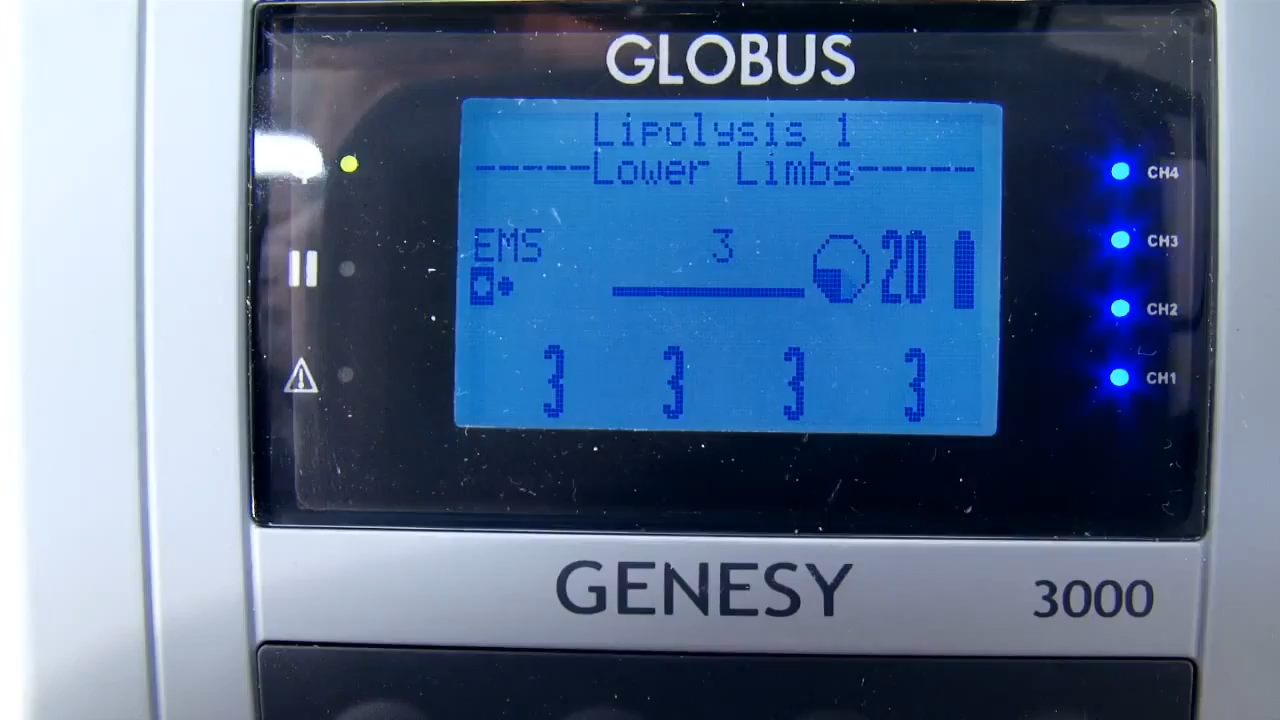 GLOBUS
Lipolysis 1
Lower Limbs
EMS 3 20
3 3 3 3
CH4
CH3
CH2
CH1
GENESY 3000